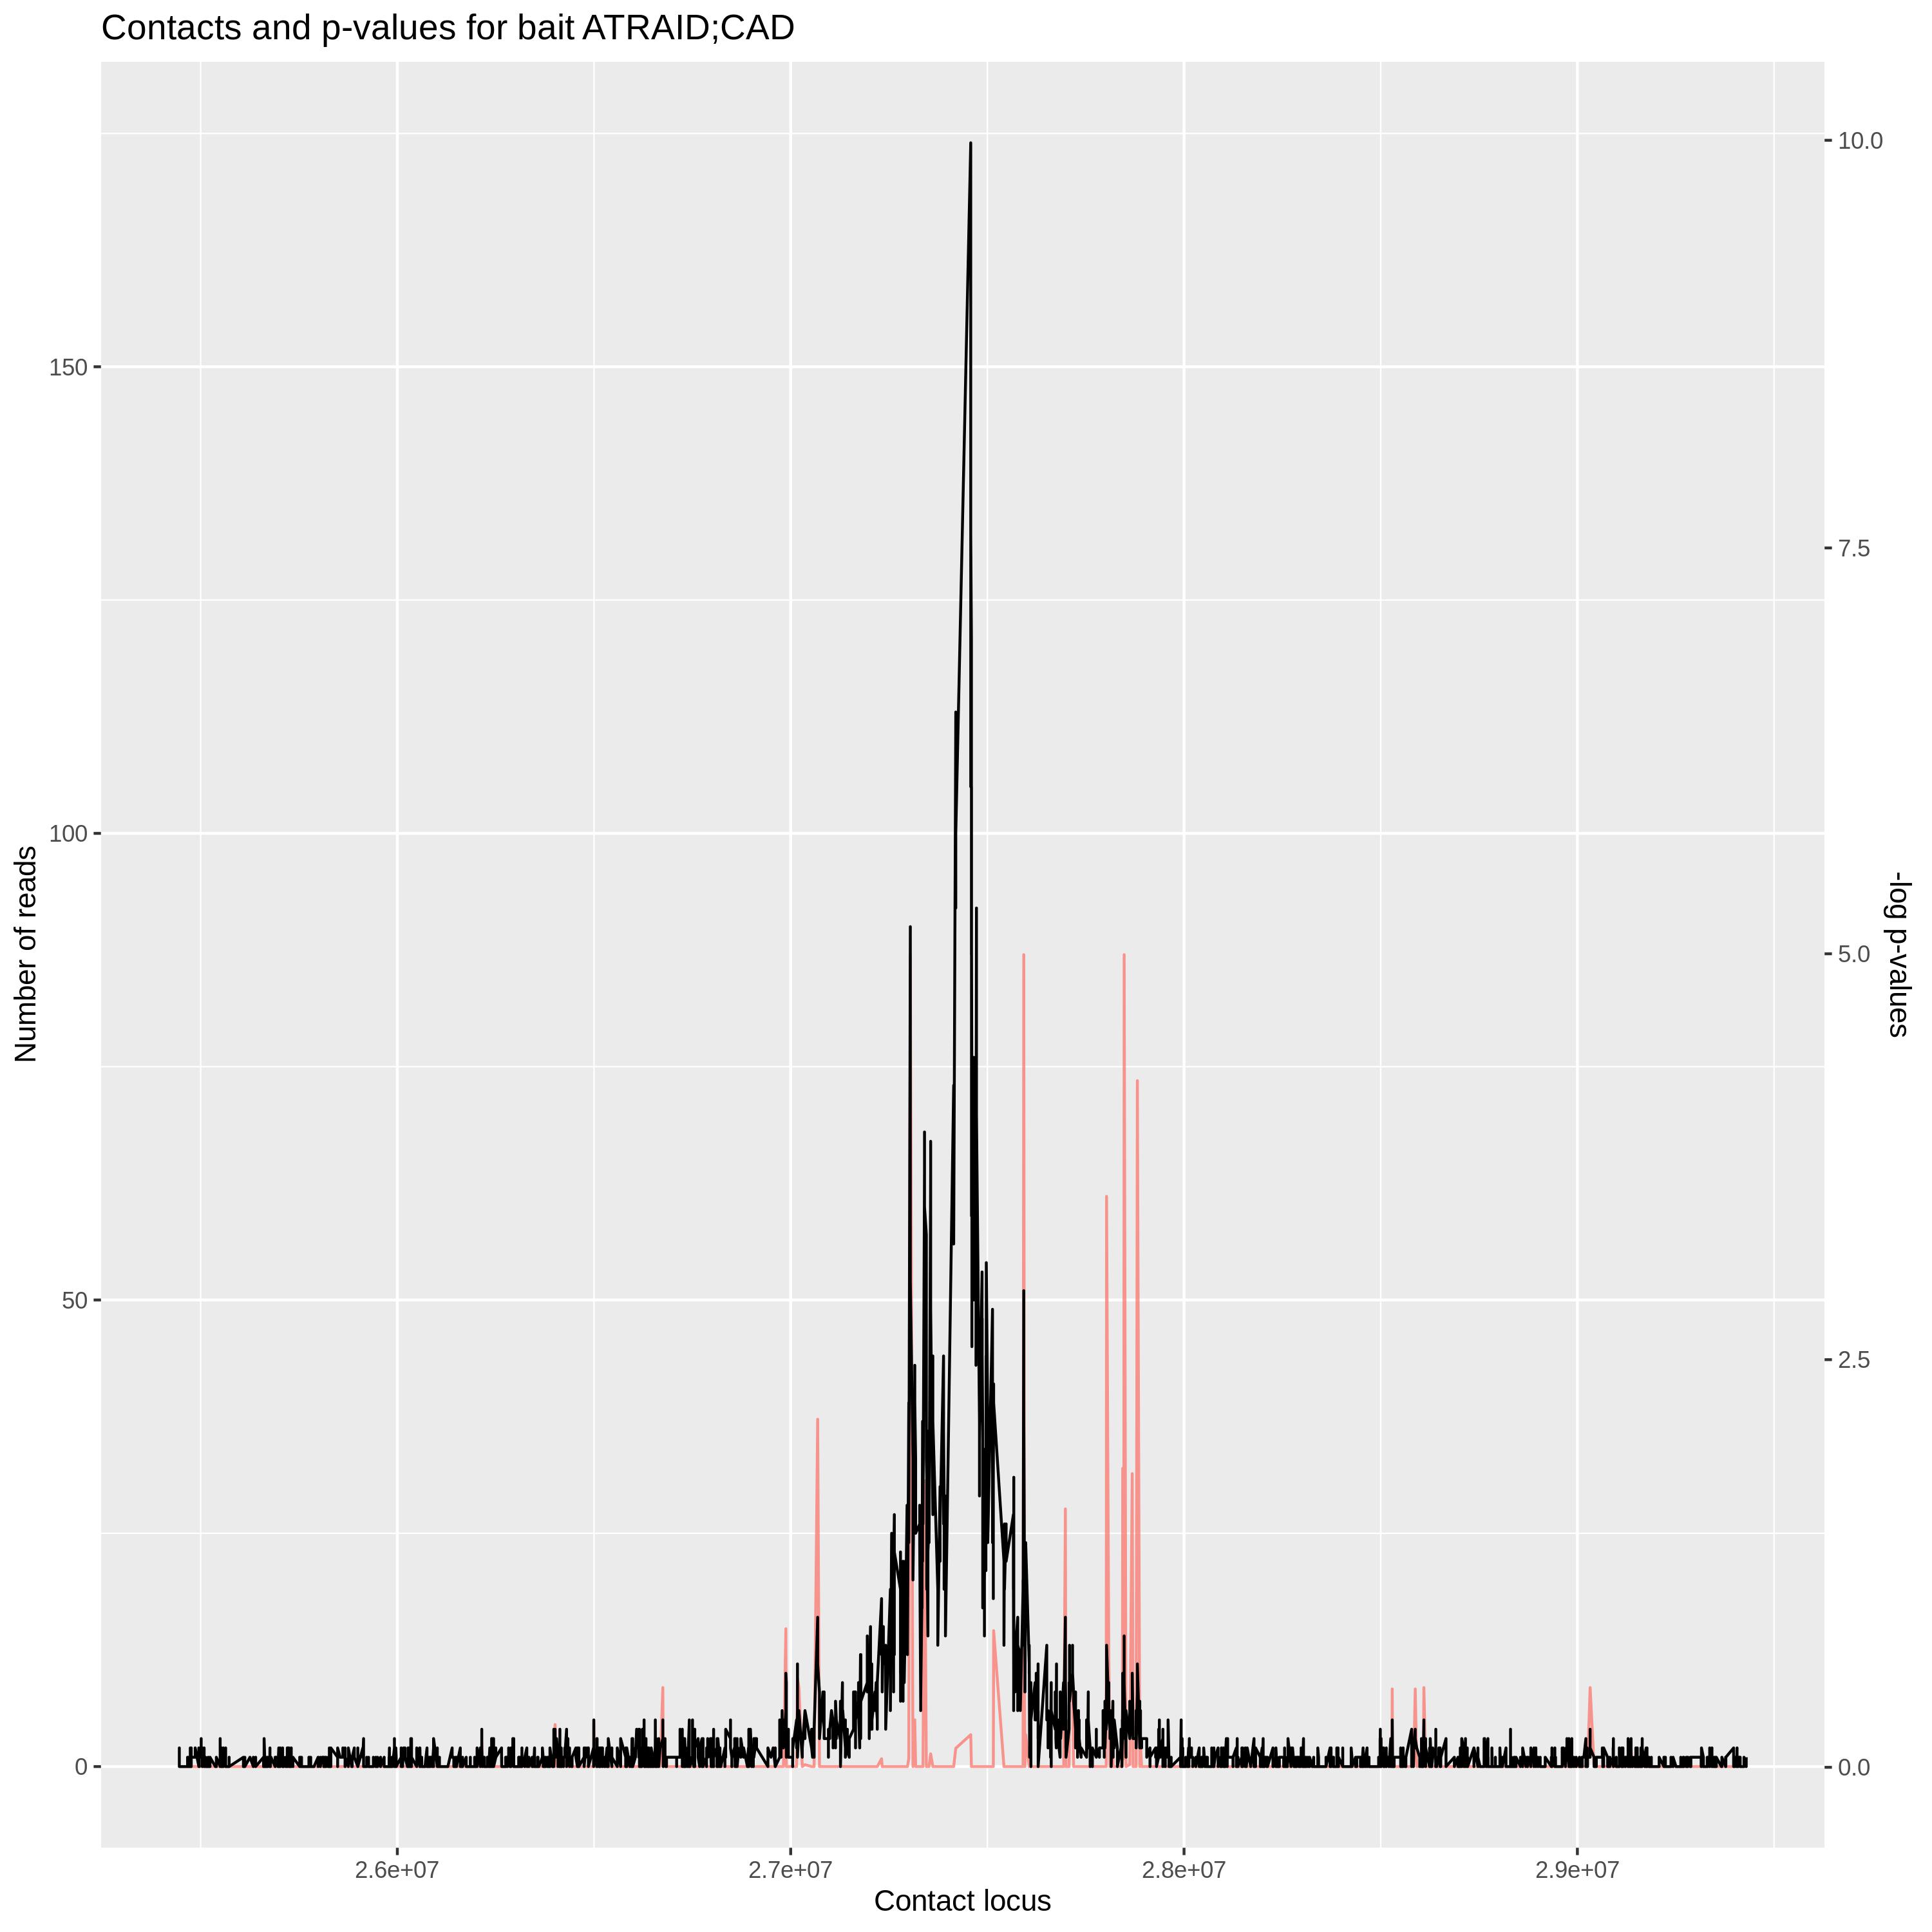 Contacts and p-values for bait ATRAID;CAD
Number of reads
150
100
50
0
10.0
7.5
5.0
2.5
0.0
-log p-values
2.6e+07
2.7e+07
2.8e+07
2.9e+07
Contact locus